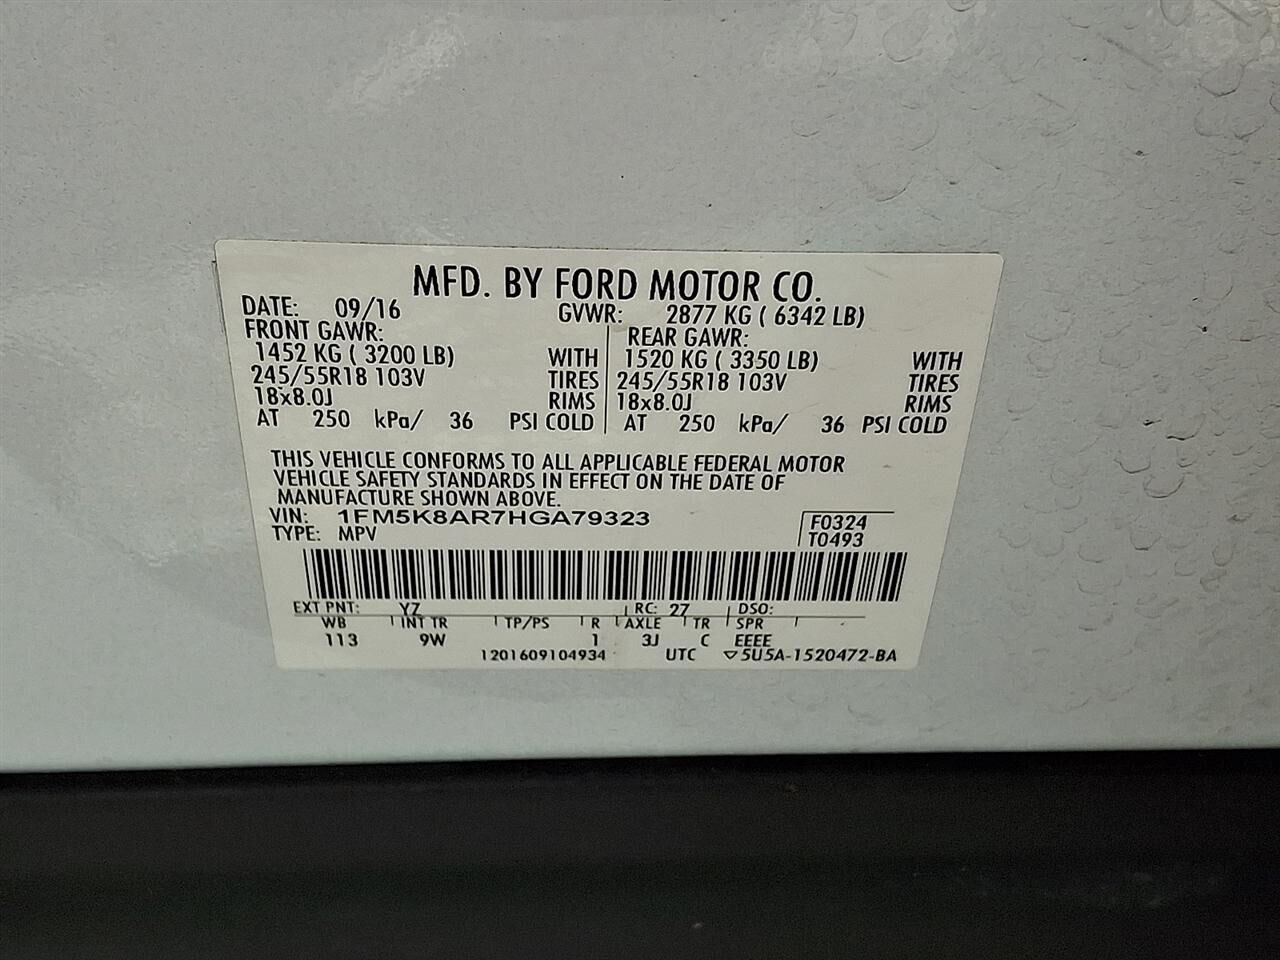 MFD. BY FORD MOTOR CO.
DATE: 09/16 GVWR: 2877 KG ( 6342 LB)
FRONT GAWR: REAR GAWR:
1452 KG ( 3200 LB) WITH 1520 KG ( 3350 LB) WITH
245/55R18 103V TIRES 245/55R18 103V TIRES
18x8.0J RIMS 18x8.0J RIMS
AT 250 kPa/ 36 PSI COLD AT 250 kPa/ 36 PSI COLD
THIS VEHICLE CONFORMS TO ALL APPLICABLE FEDERAL MOTOR
VEHICLE SAFETY STANDARDS IN EFFECT ON THE DATE OF
MANUFACTURE SHOWN ABOVE.
VIN: 1FM5K8AR7HGA79323 F0324
TYPE: MPV T0493
EXT PNT: YZ RC: 27 DSO:
WB INT TR TP/PS R AXLE TR SPR
113 9W 1 3J C EEEE
1201609104934 UTC ▽5U5A-1520472-BA